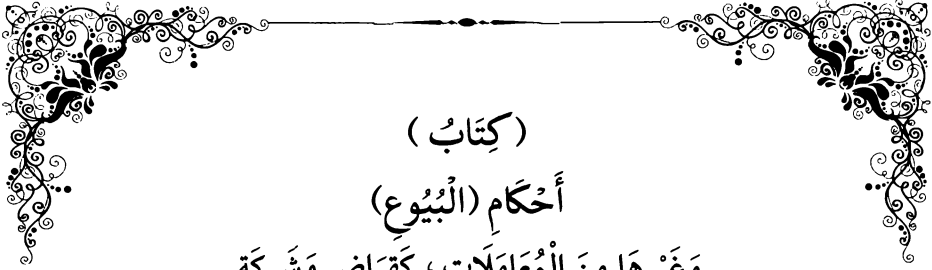 (كِتَابُ)
أَحْكَامِ (الْبُيُوعِ)
وَغَيْرِهَا مِنَ الْمُعَامَلَاتِ، كَقِرَاضٍ وَشَرِكَةٍ